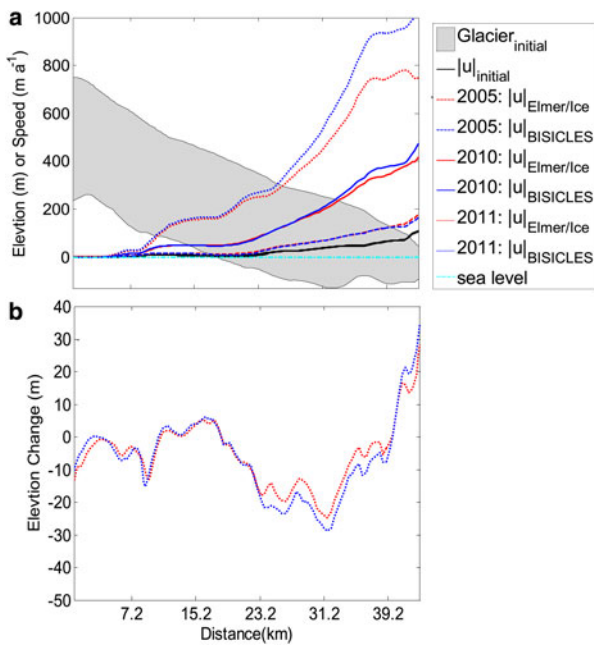 a
1000
800
600
400
200
0
Elevtion (m) or Speed (m a-1)
Glacier initial
|u| initial
2005: |u| Elmer/Ice
2005: |u| BISICLES
2010: |u| Elmer/Ice
2010: |u| BISICLES
2011: |u| Elmer/Ice
2011: |u| BISICLES
sea level
b
40
30
20
10
0
-10
-20
-30
-40
-50
Elevtion Change (m)
7.2 15.2 23.2 31.2 39.2
Distance(km)